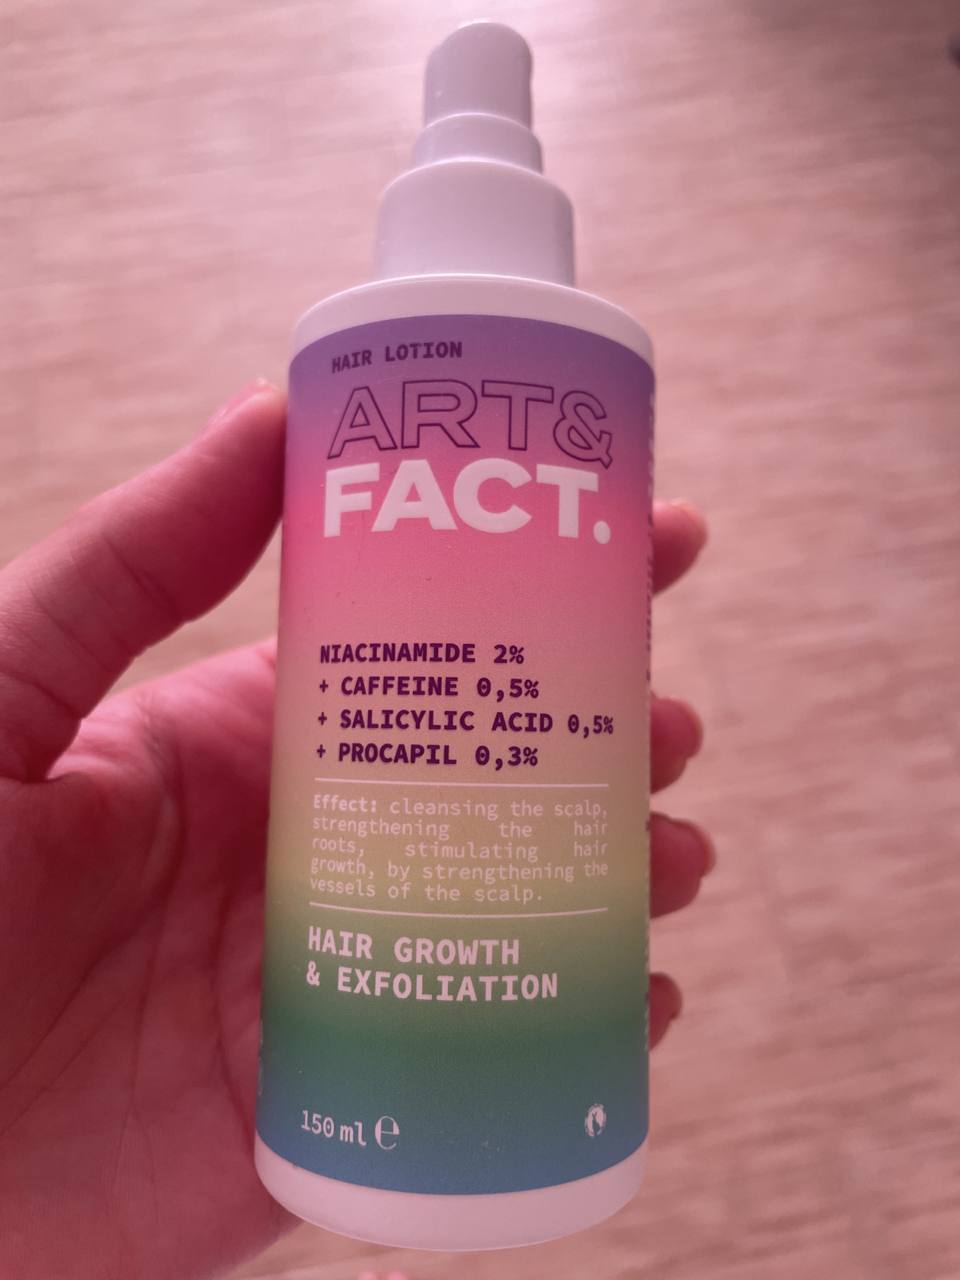 HAIR LOTION
ART&
FACT.
NIACINAMIDE 2%
+ CAFFEINE 0,5%
+ SALICYLIC ACID 0,5%
+ PROCAPIL 0,3%
Effect: cleansing the scalp,
strengthening the hair
roots, stimulating hair
growth, by strengthening the
vessels of the scalp.
HAIR GROWTH
& EXFOLIATION
150 ml ℮